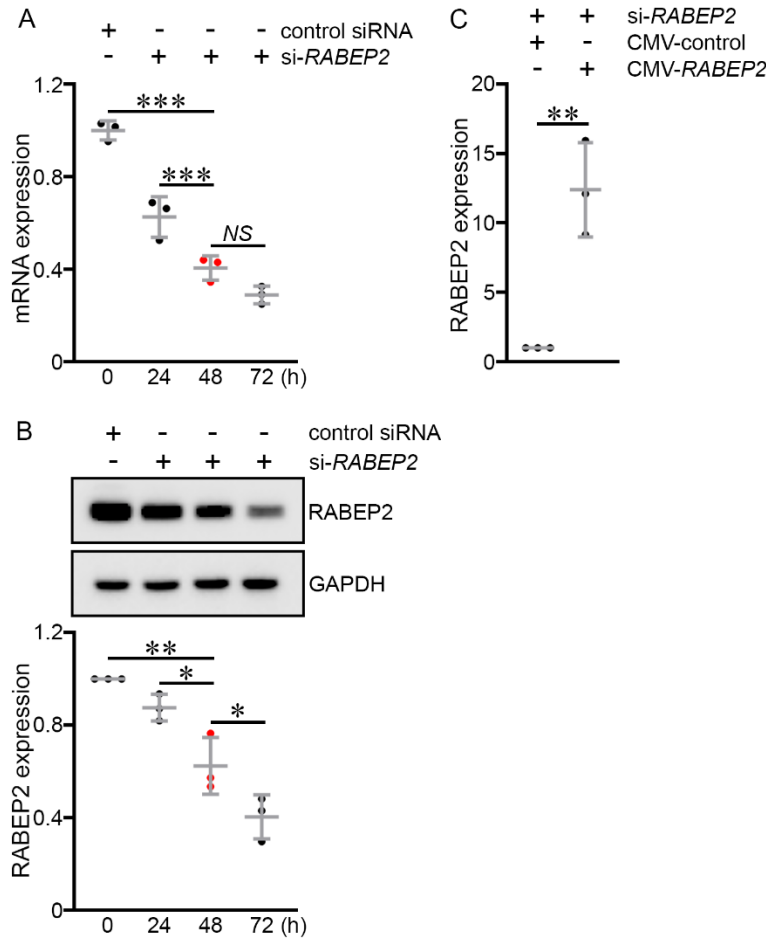 A
+ - - - control siRNA
- + + + si-RABEP2
mRNA expression
1.2
0.8
0.4
0
***
***
NS
0 24 48 72 (h)
B
+ - - - control siRNA
- + + + si-RABEP2
RABEP2
GAPDH
RABEP2 expression
1.2
0.8
0.4
0
**
*
*
0 24 48 72 (h)
C
+ + si-RABEP2
+ - CMV-control
- + CMV-RABEP2
RABEP2 expression
20
15
10
5
0
**